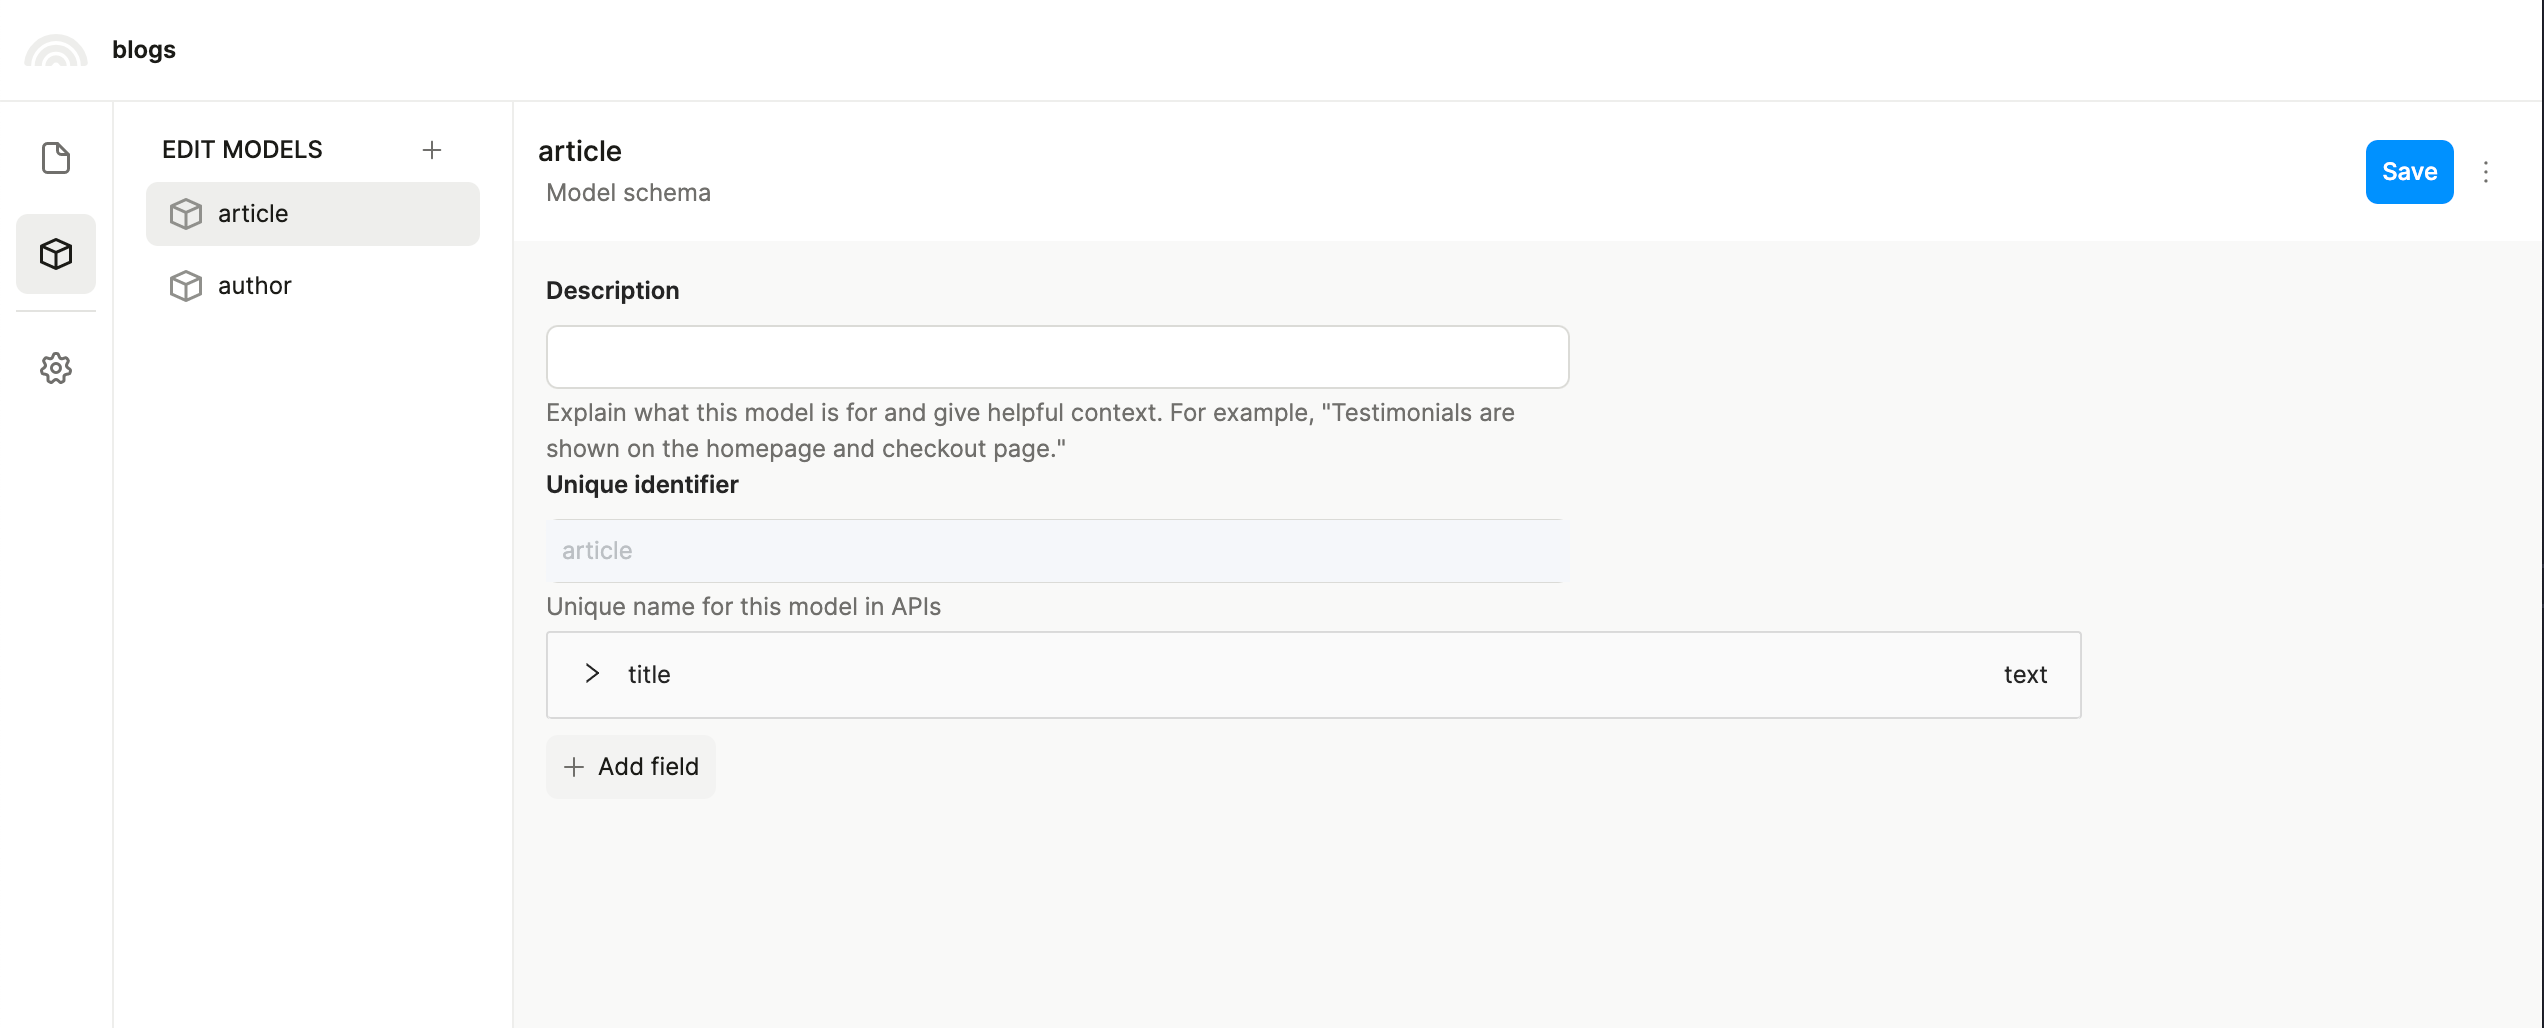 blogs
EDIT MODELS
article
author
article
Model schema
Save
Description
Explain what this model is for and give helpful context. For example, "Testimonials are
shown on the homepage and checkout page."
Unique identifier
article
Unique name for this model in APIs
title
text
Add field